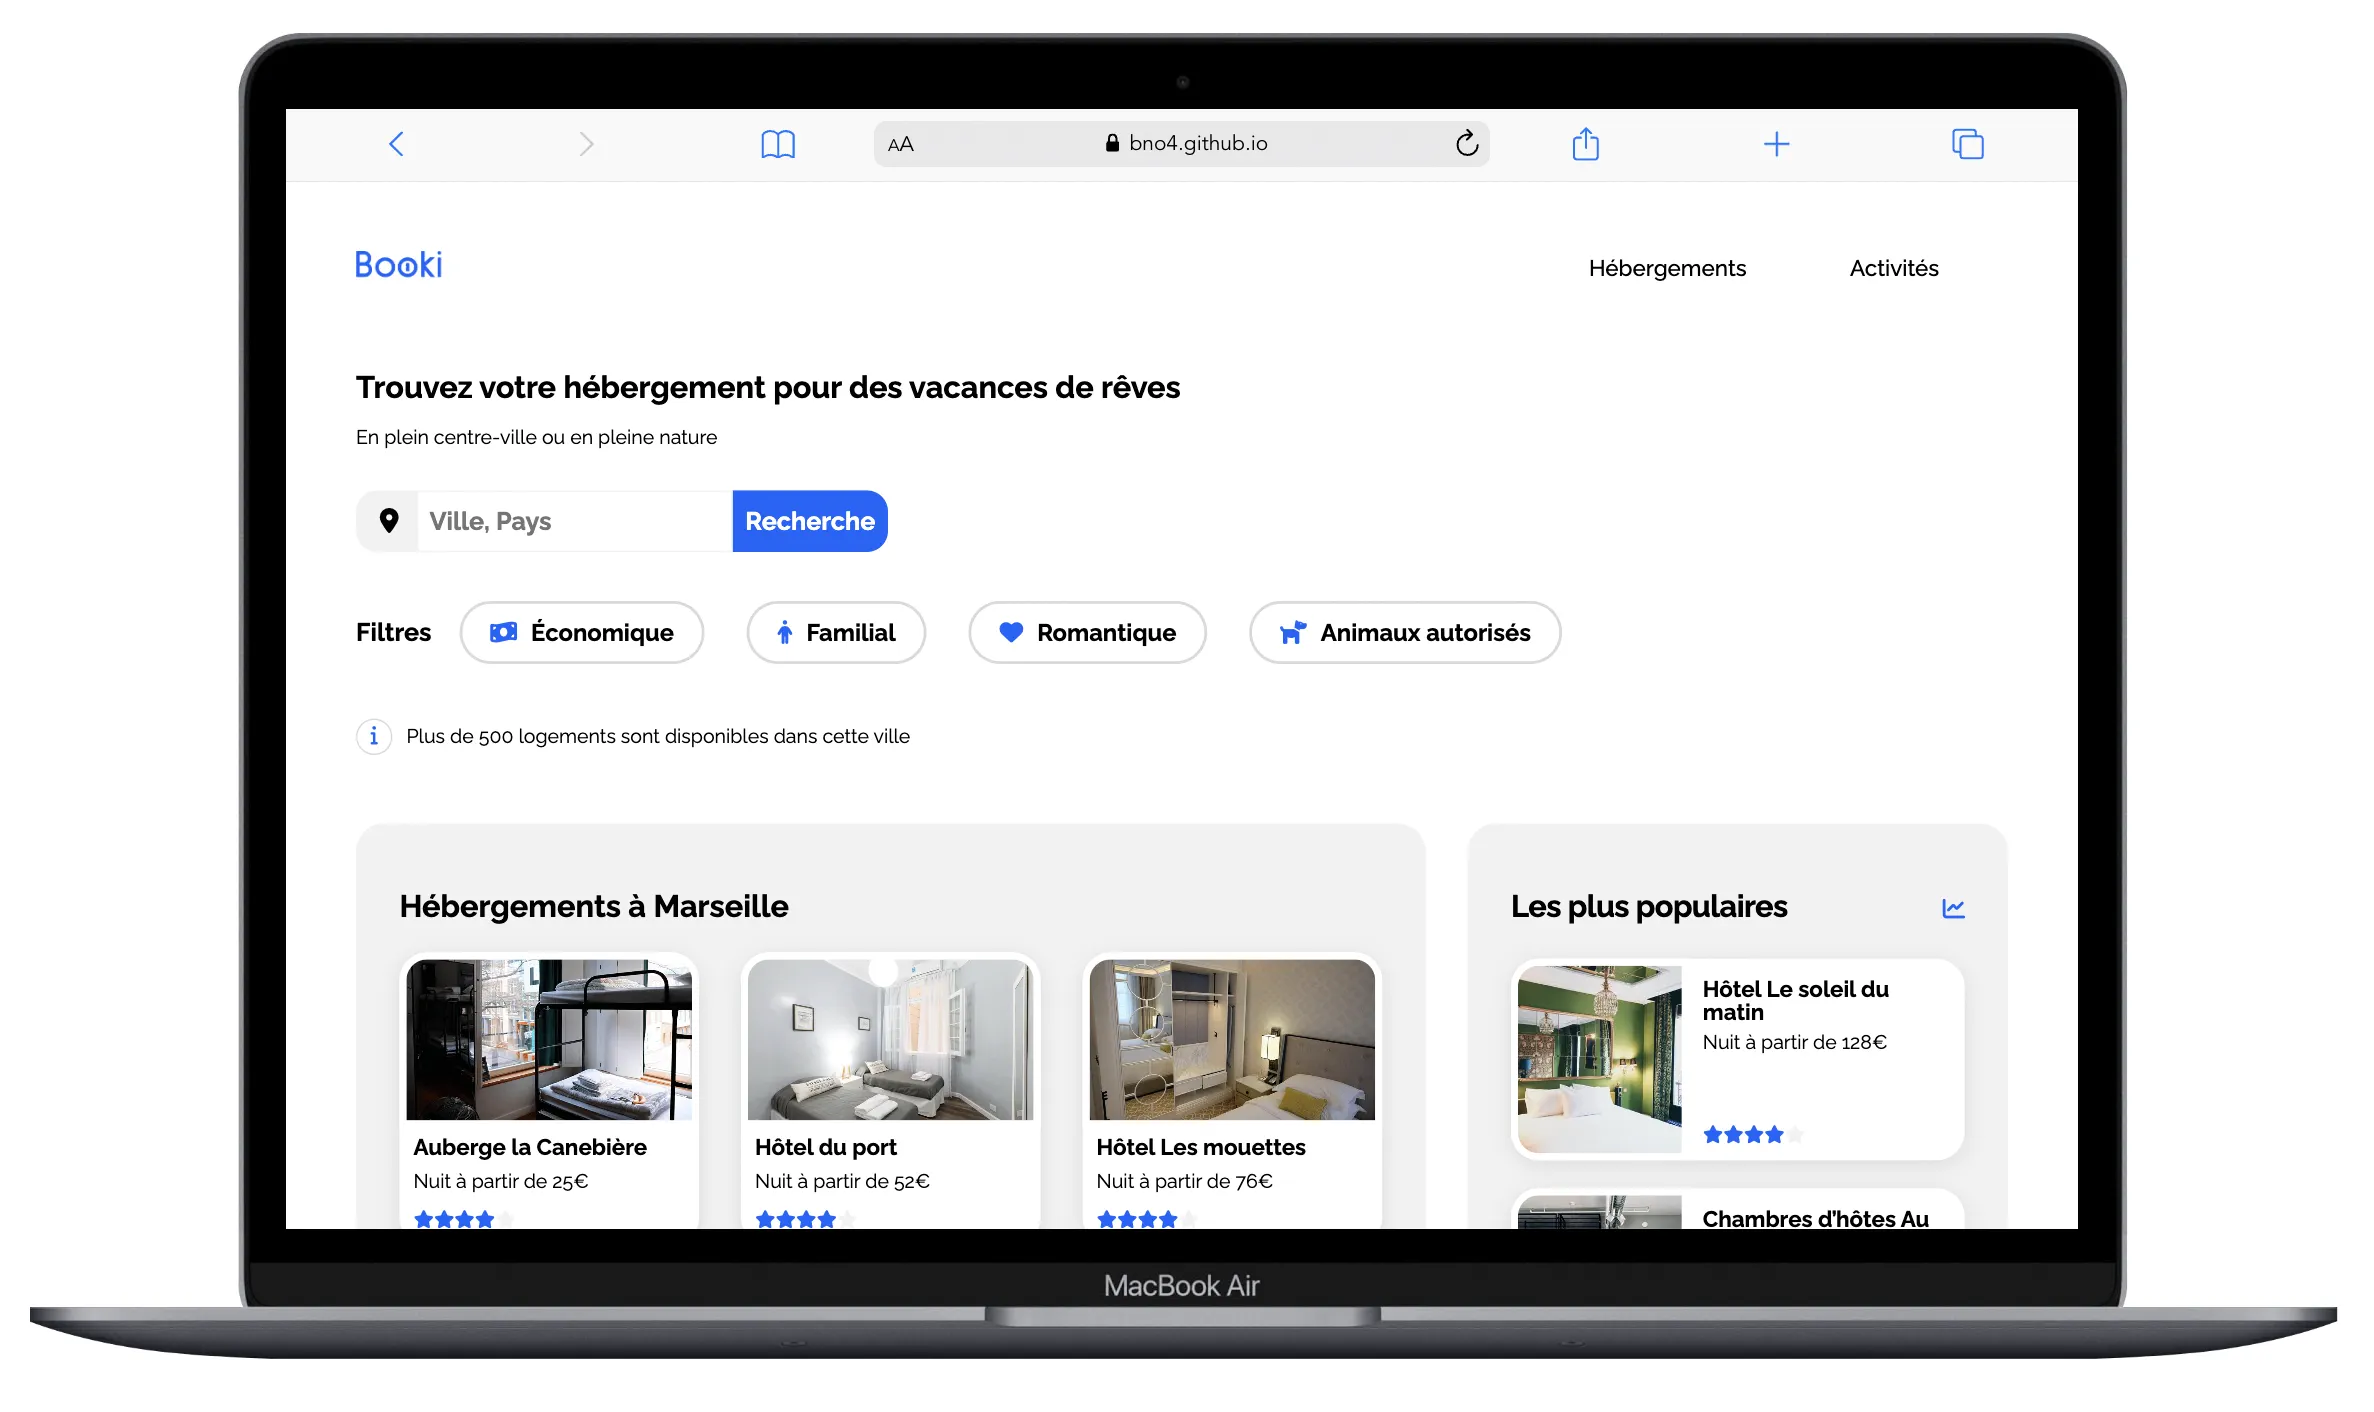 AA
bno4.github.io
Booki
Hébergements
Activités
Trouvez votre hébergement pour des vacances de rêves
En plein centre-ville ou en pleine nature
Ville, Pays
Recherche
Filtres
Économique
Familial
Romantique
Animaux autorisés
Plus de 500 logements sont disponibles dans cette ville
Hébergements à Marseille
Auberge la Canebière
Nuit à partir de 25€
Hôtel du port
Nuit à partir de 52€
Hôtel Les mouettes
Nuit à partir de 76€
Les plus populaires
Hôtel Le soleil du
matin
Nuit à partir de 128€
Chambres d’hôtes Au
MacBook Air